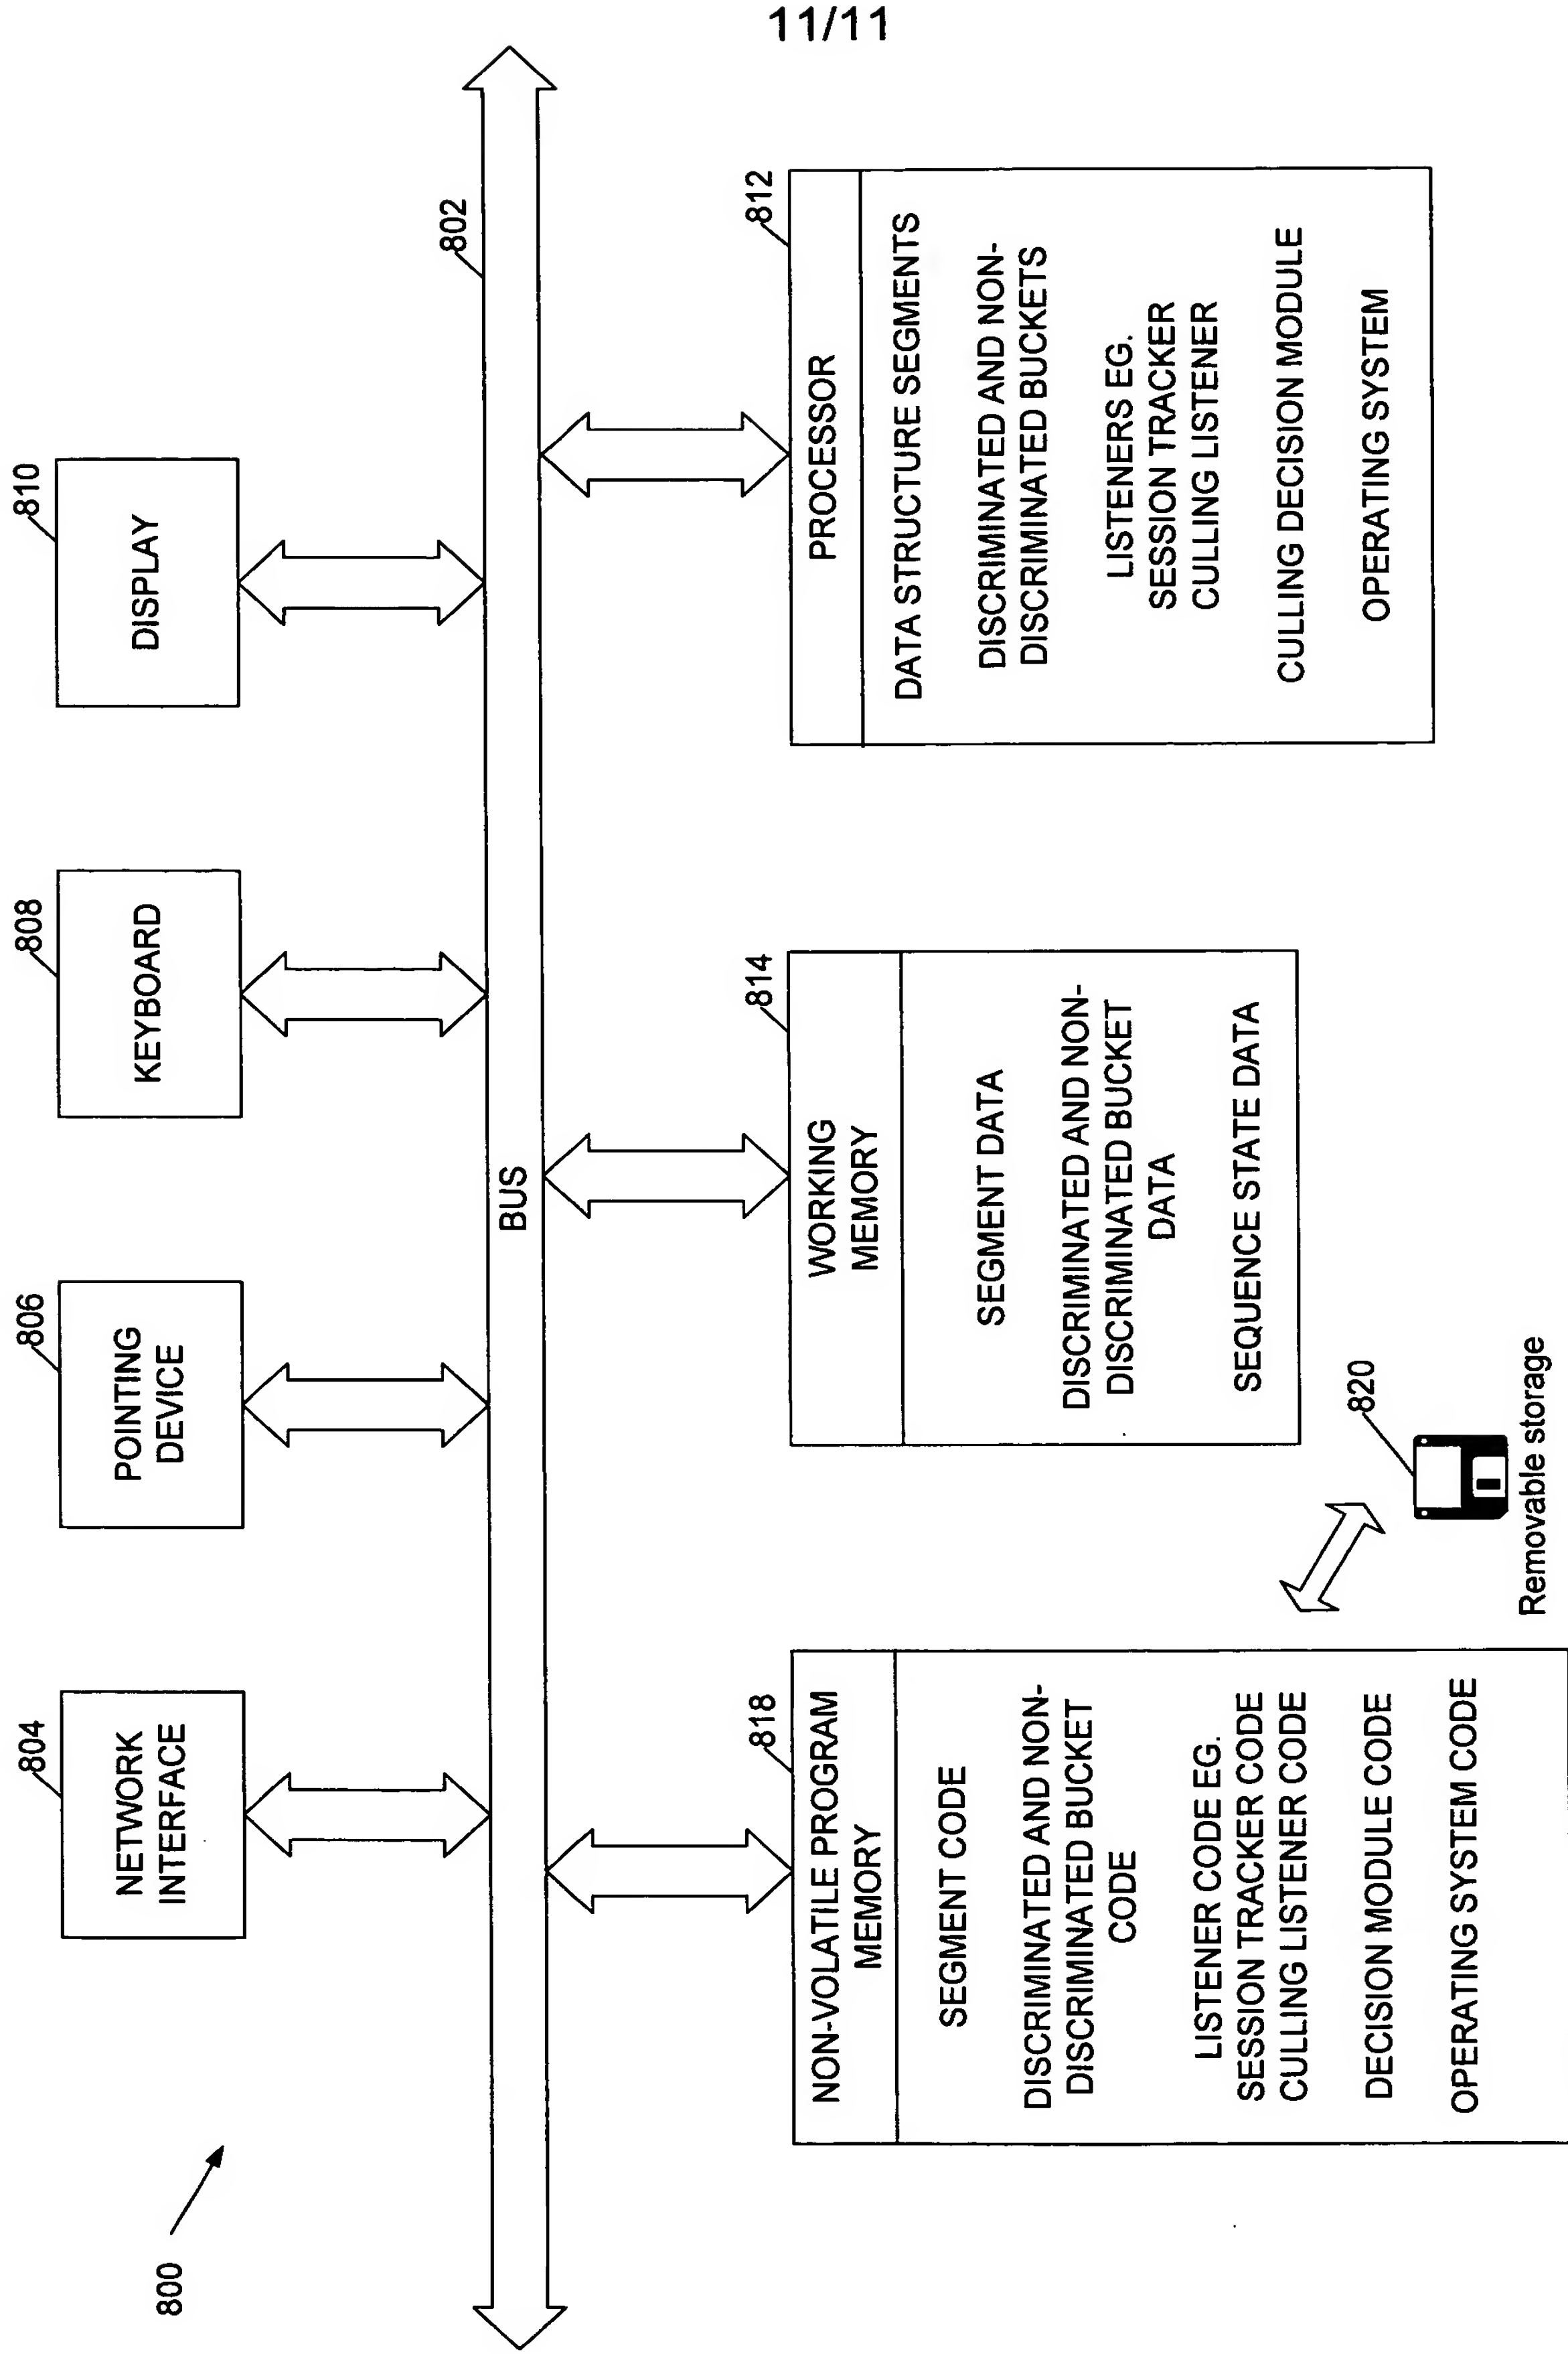 11/11
800
804
NETWORK
INTERFACE
806
POINTING
DEVICE
808
KEYBOARD
810
DISPLAY
802
BUS
818
NON-VOLATILE PROGRAM
MEMORY
SEGMENT CODE
DISCRIMINATED AND NON-
DISCRIMINATED BUCKET
CODE
LISTENER CODE EG.
SESSION TRACKER CODE
CULLING LISTENER CODE
DECISION MODULE CODE
OPERATING SYSTEM CODE
820
Removable storage
814
WORKING
MEMORY
SEGMENT DATA
DISCRIMINATED AND NON-
DISCRIMINATED BUCKET
DATA
SEQUENCE STATE DATA
812
PROCESSOR
DATA STRUCTURE SEGMENTS
DISCRIMINATED AND NON-
DISCRIMINATED BUCKETS
LISTENERS EG.
SESSION TRACKER
CULLING LISTENER
CULLING DECISION MODULE
OPERATING SYSTEM